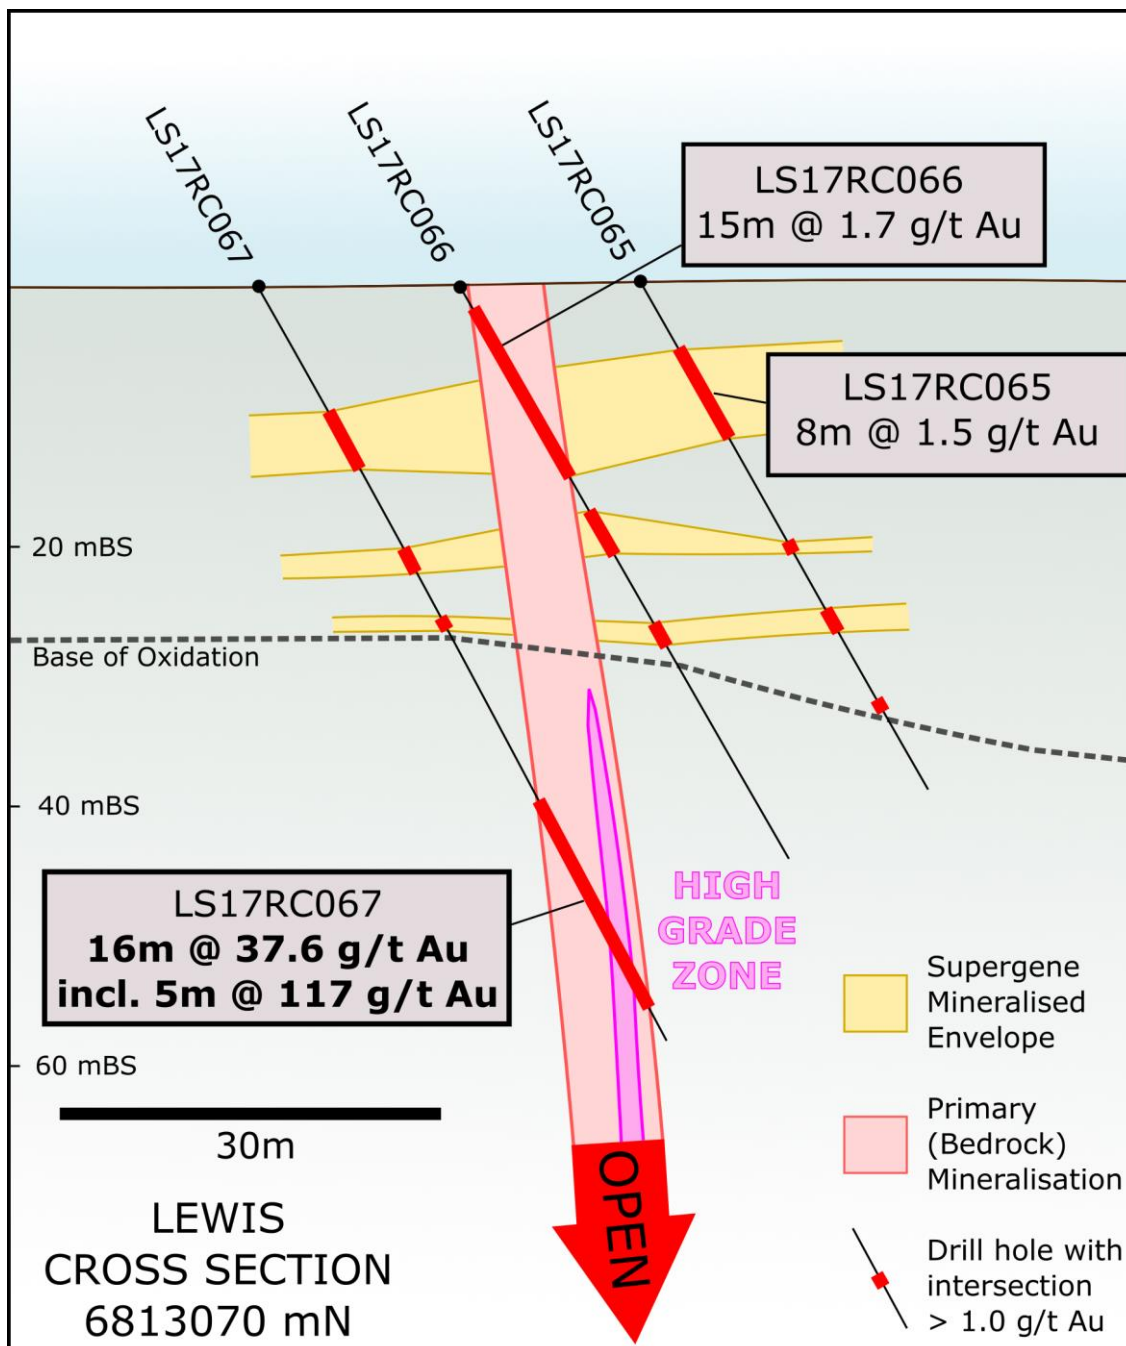 LS17RC067
LS17RC066
LS17RC065
LS17RC066
15m @ 1.7 g/t Au
LS17RC065
8m @ 1.5 g/t Au
20 mBS
Base of Oxidation
40 mBS
LS17RC067
16m @ 37.6 g/t Au
incl. 5m @ 117 g/t Au
HIGH
GRADE
ZONE
60 mBS
30m
LEWIS
CROSS SECTION
6813070 mN
OPEN
Supergene
Mineralised
Envelope
Primary
(Bedrock)
Mineralisation
Drill hole with
intersection
> 1.0 g/t Au